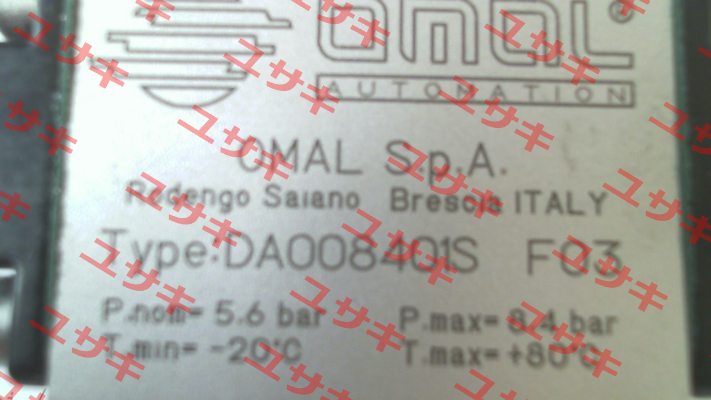 OMAL
AUTOMATION
OMAL S.p.A.
Rodengo Saiano Brescia ITALY
Type:DA008401S F03
P.nom= 5.6 bar P.max= 8.4 bar
T.min= -20°C T.max= +80°C
ユサキ